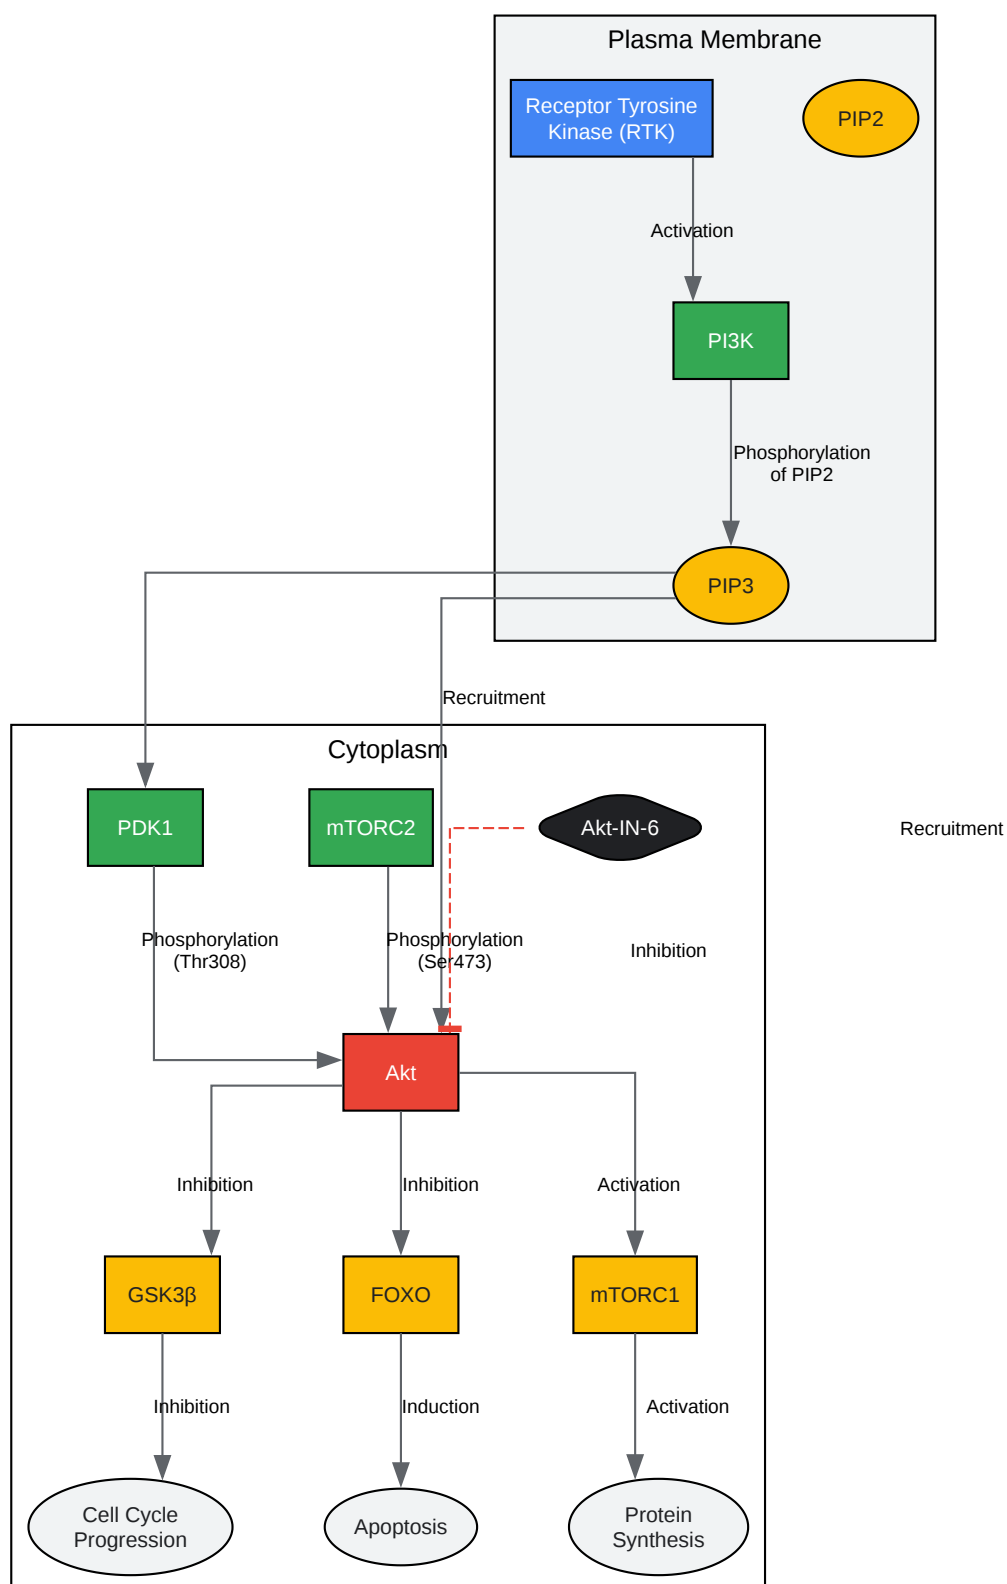 Plasma Membrane
Receptor Tyrosine
Kinase (RTK)
PIP2
Activation
PI3K
Phosphorylation
of PIP2
PIP3
Recruitment
Cytoplasm
PDK1
mTORC2
Akt-IN-6
Recruitment
Phosphorylation
(Thr308)
Phosphorylation
(Ser473)
Inhibition
Akt
Inhibition
Inhibition
Activation
GSK3β
FOXO
mTORC1
Inhibition
Induction
Activation
Cell Cycle
Progression
Apoptosis
Protein
Synthesis